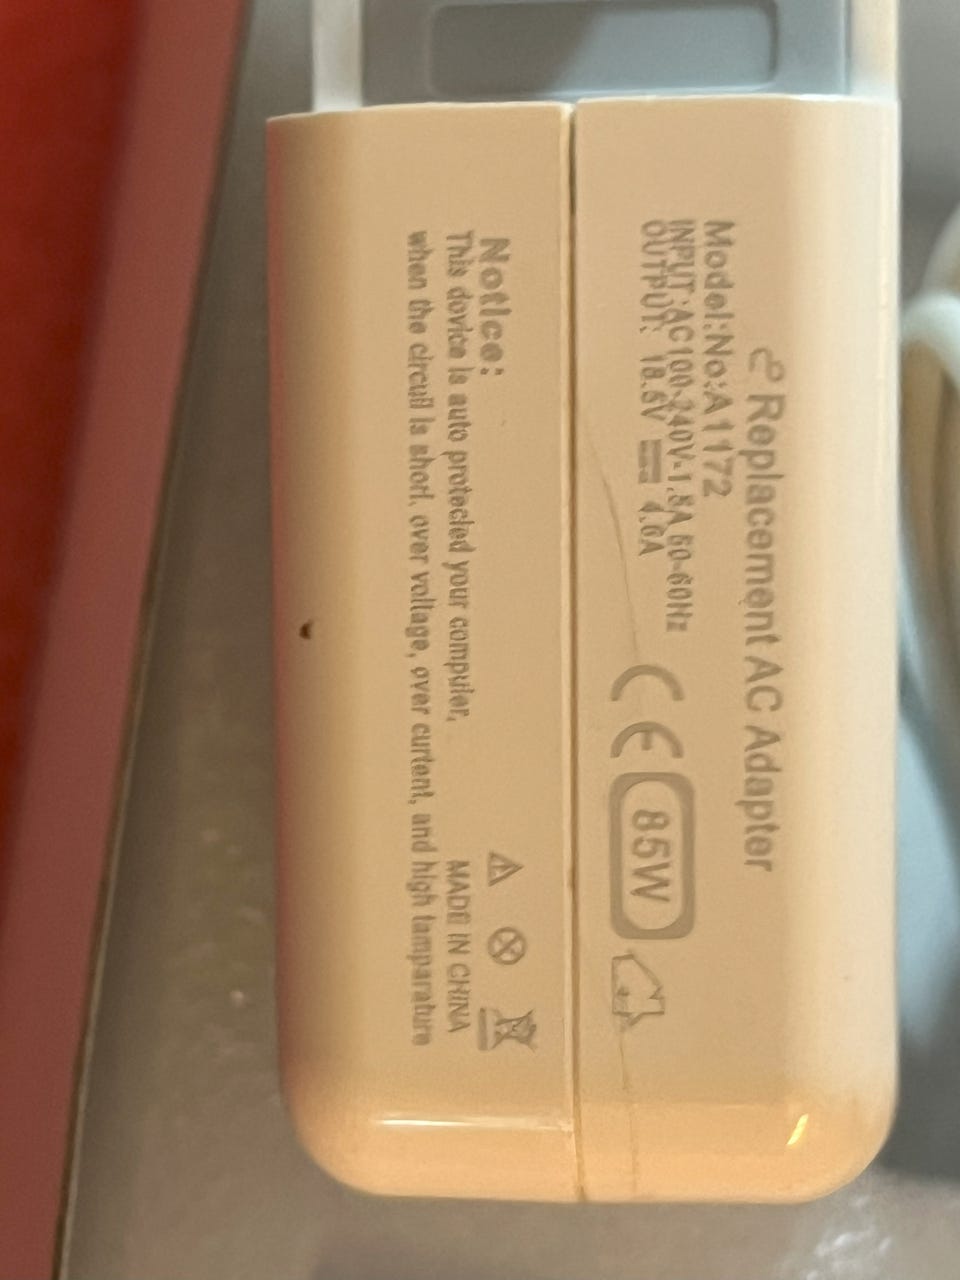 Replacement AC Adapter
Model:No:A1172
INPUT:AC100-240V-1.5A,50-60Hz
OUTPUT: 18.5V 4.6A
CE
85W
Notice:
This dovice is auto protected your computer,
when the circuit is short, over voltage, over curtent, and high tamparature
MADE IN CHINA